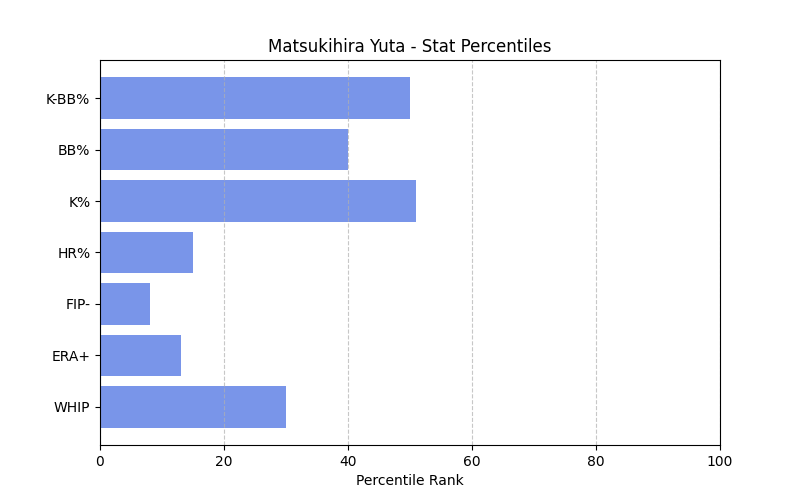 Matsukihira Yuta - Stat Percentiles
K-BB%
BB%
K%
HR%
FIP-
ERA+
WHIP
0 20 40 60 80 100
Percentile Rank